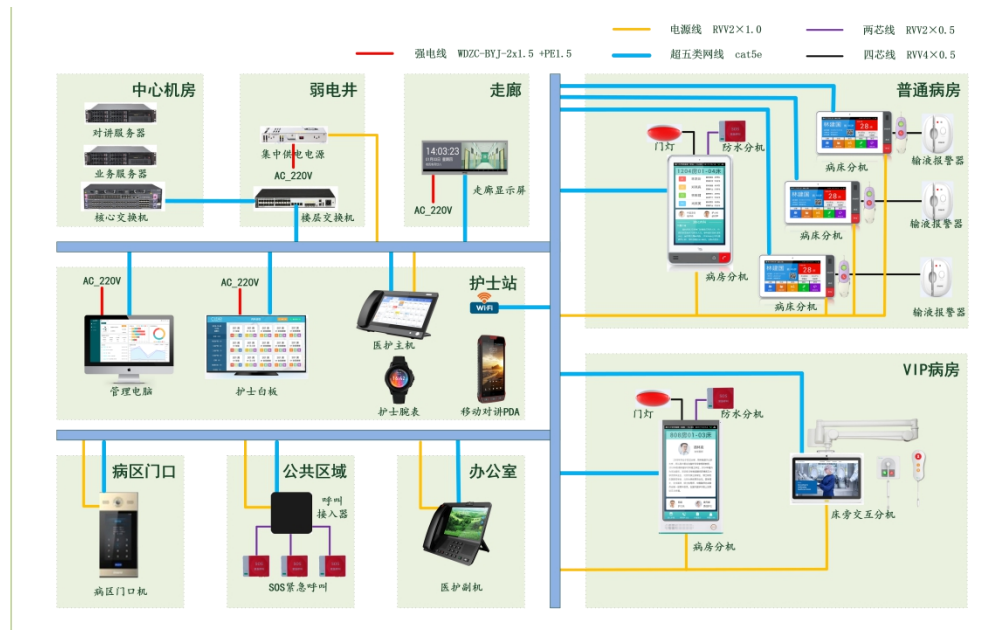 电源线 RVV2×1.0
两芯线 RVV2×0.5
强电线 WDZC-BYJ-2x1.5 +PE1.5
超五类网线 cat5e
四芯线 RVV4×0.5
中心机房
对讲服务器
业务服务器
核心交换机
弱电井
集中供电电源
AC_220V
楼层交换机
走廊
14:03:23
走廊显示屏
AC_220V
普通病房
门灯
防水分机
病房分机
病床分机
输液报警器
病床分机
输液报警器
病床分机
输液报警器
护士站
AC_220V
管理电脑
AC_220V
护士白板
医护主机
WiFi
护士腕表
移动对讲PDA
VIP病房
门灯
防水分机
病房分机
床旁交互分机
病区门口
病区门口机
公共区域
呼叫
接入器
SOS紧急呼叫
办公室
医护副机